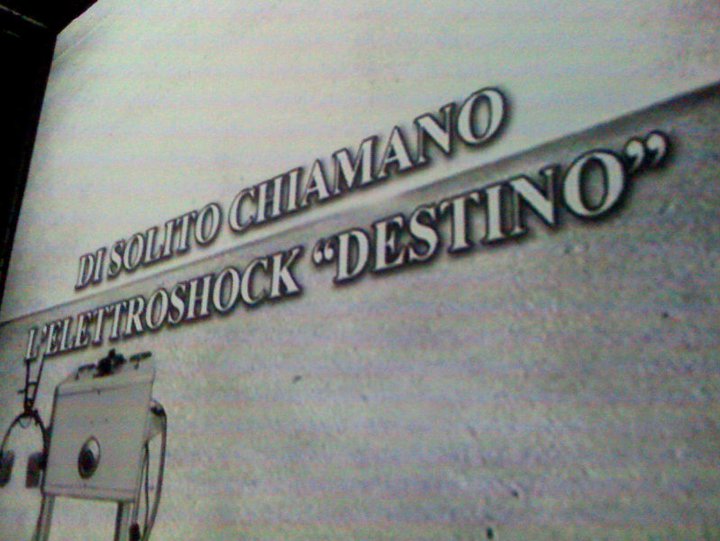 DI SOLITO CHIAMANO
L'ELETTROSHOCK “DESTINO”